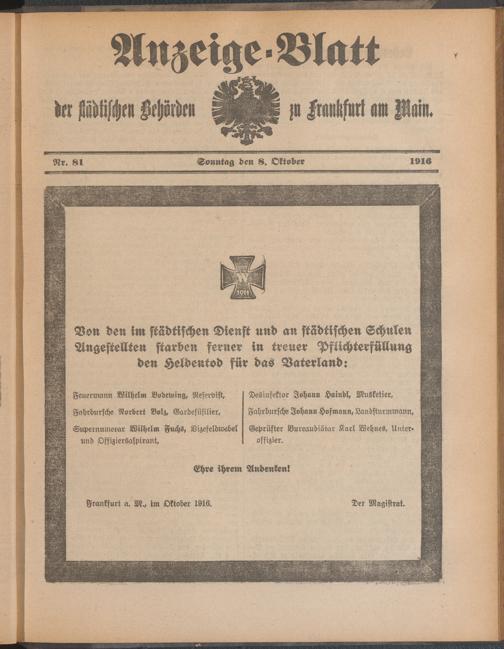 Anzeige-Blatt
der städtischen Behörden zu Frankfurt am Main.
Nr. 81 Sonntag den 8. Oktober 1916
W
1914
Von den im städtischen Dienst und an städtischen Schulen
Angestellten starben ferner in treuer Pflichterfüllung
den Heldentod für das Vaterland:
Feuermann Wilhelm Bodewing, Reservist,
Fahrbursche Norbert Bolz, Gardefüsilier,
Supernumerar Wilhelm Fuchs, Vizefeldwebel
und Offiziersaspirant,
Desinfektor Johann Haindl, Musketier,
Fahrbursche Johann Hofmann, Landsturmmann,
Geprüfter Bureaudiätar Karl Wehnes, Unter-
offizier.
Ehre ihrem Andenken!
Frankfurt a. M., im Oktober 1916. Der Magistrat.